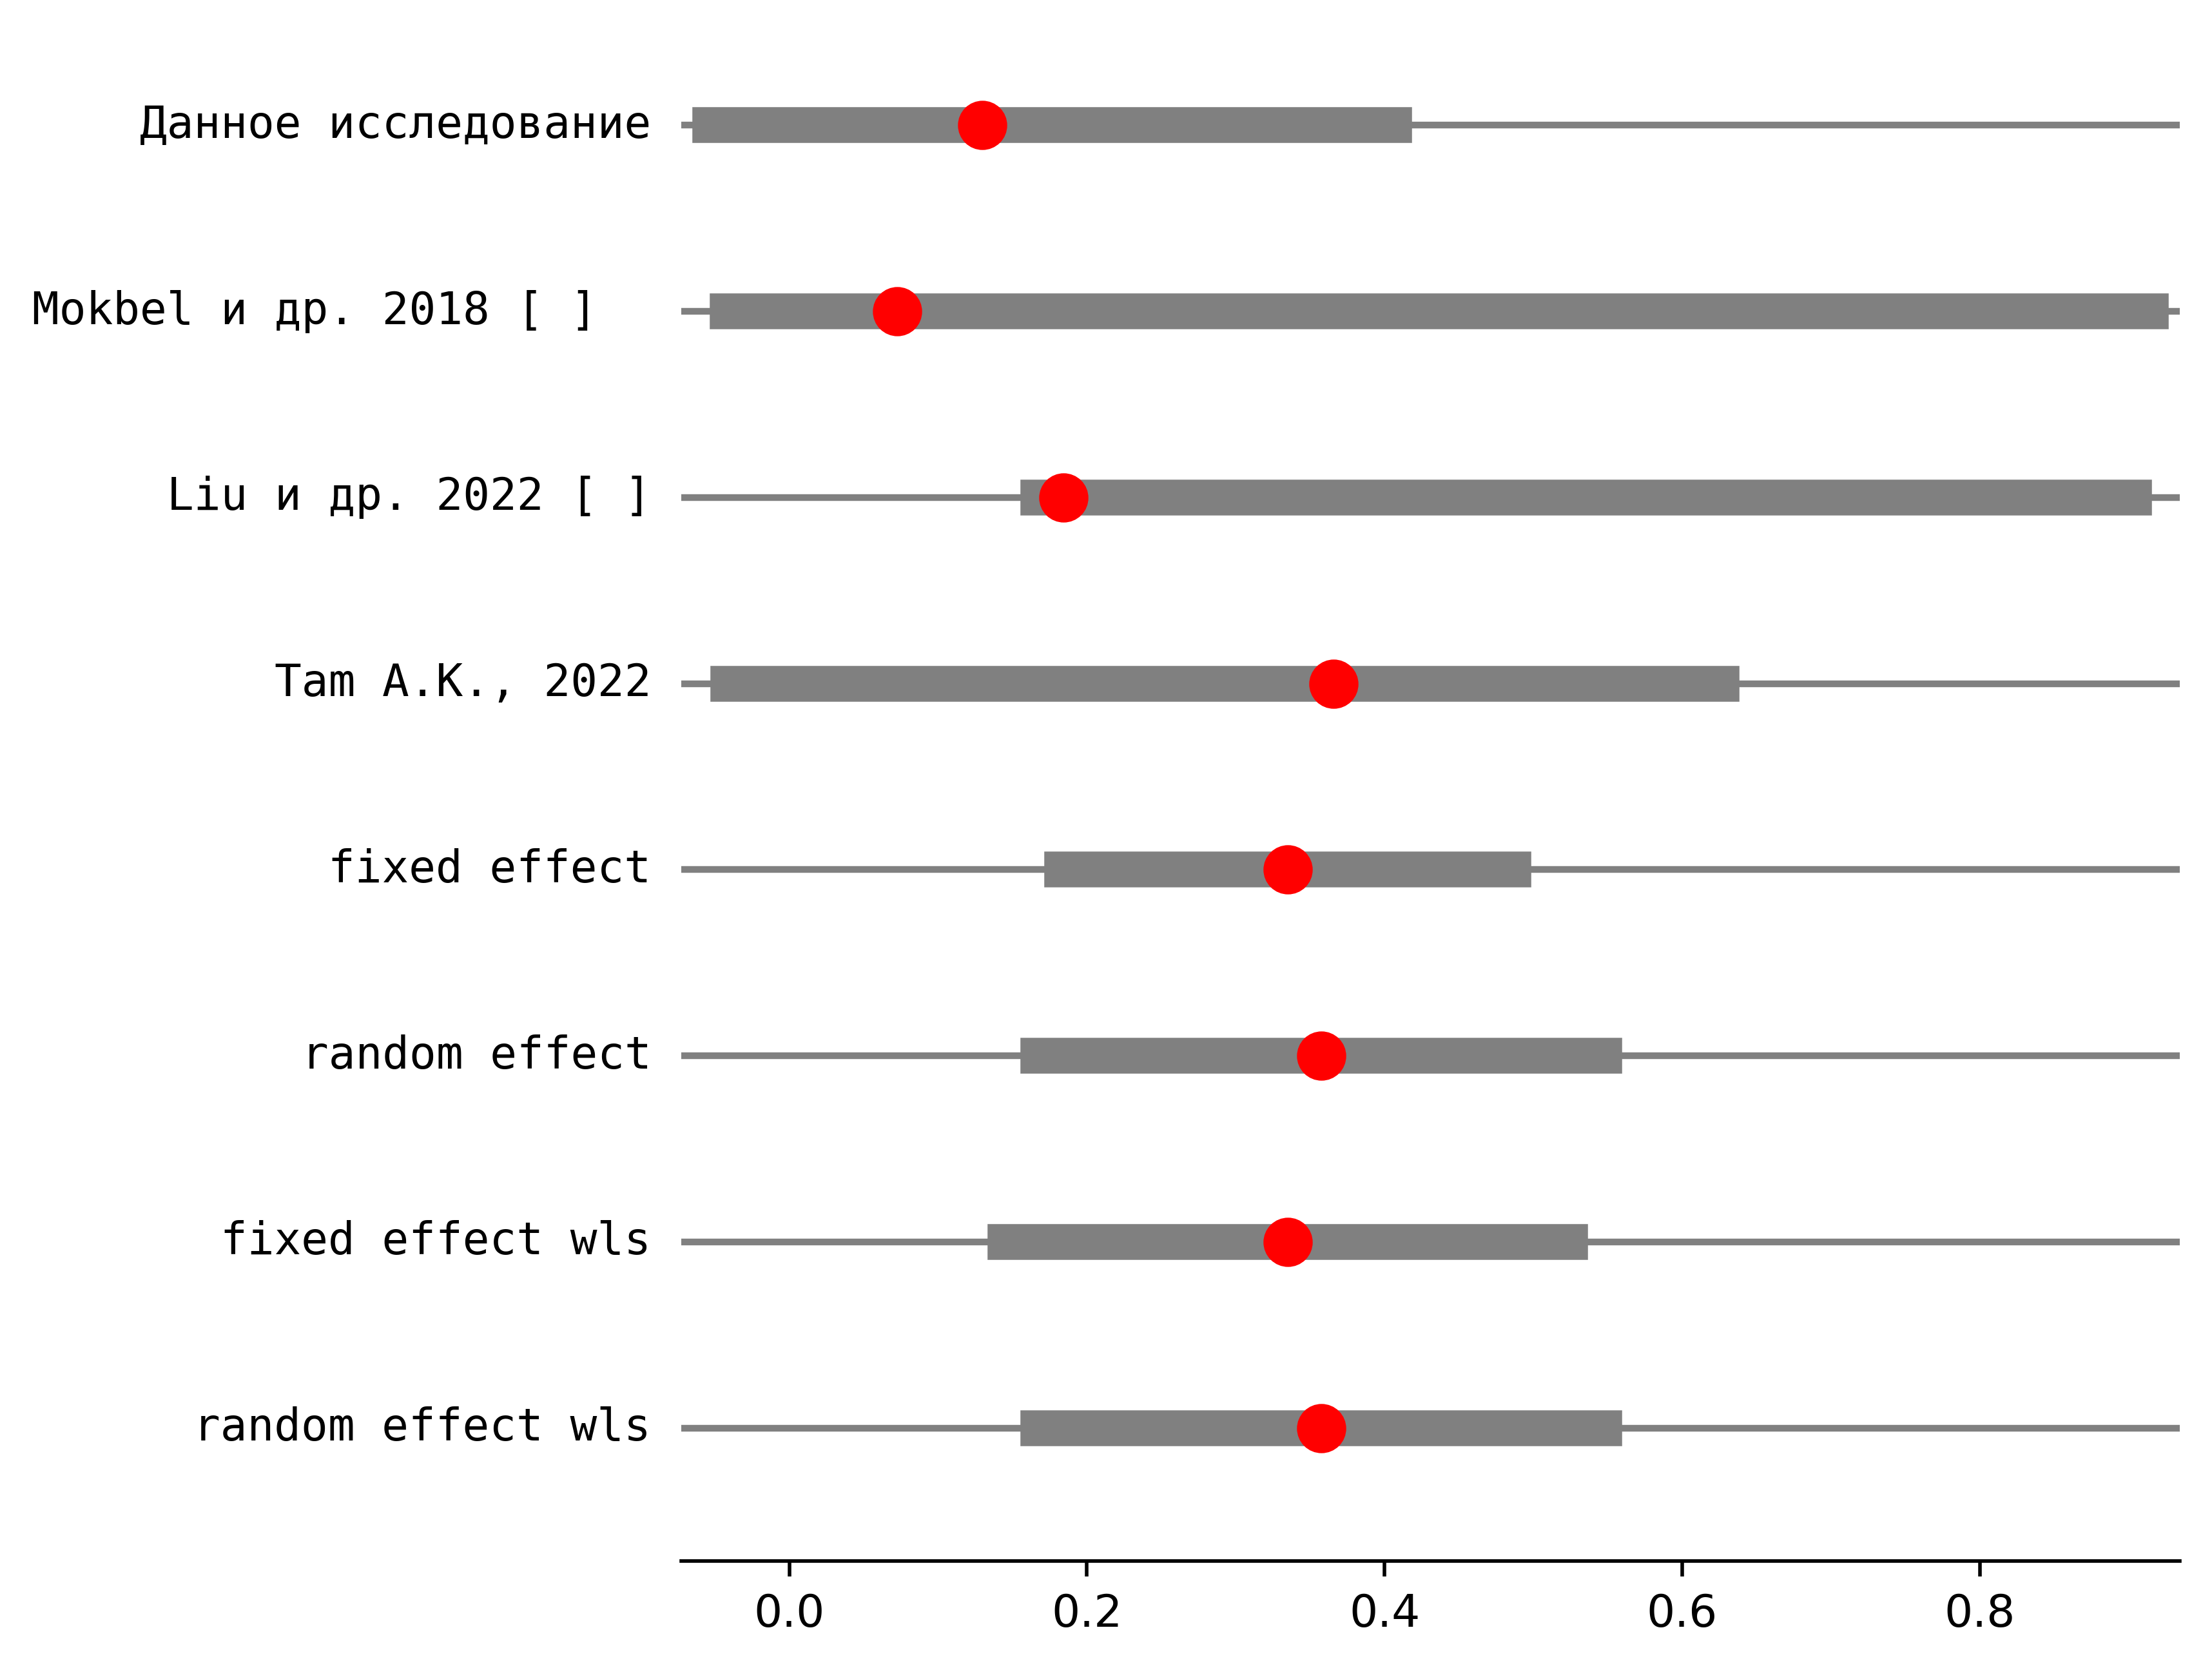 Данное исследование
Mokbel и др. 2018 [ ]
Liu и др. 2022 [ ]
Tam A.K., 2022
fixed effect
random effect
fixed effect wls
random effect wls
0.0 0.2 0.4 0.6 0.8